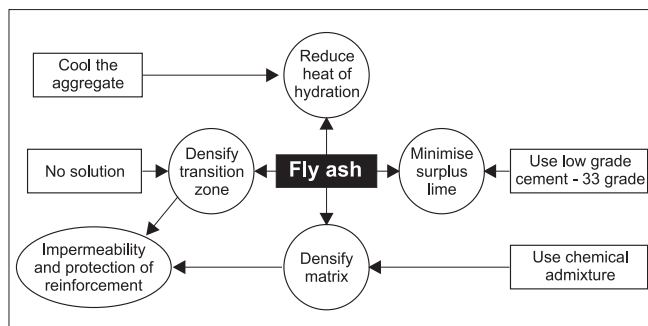 Cool the
aggregate
Reduce
heat of
hydration
No solution
Densify
transition
zone
Fly ash
Minimise
surplus
lime
Use low grade
cement - 33 grade
Impermeability
and protection of
reinforcement
Densify
matrix
Use chemical
admixture